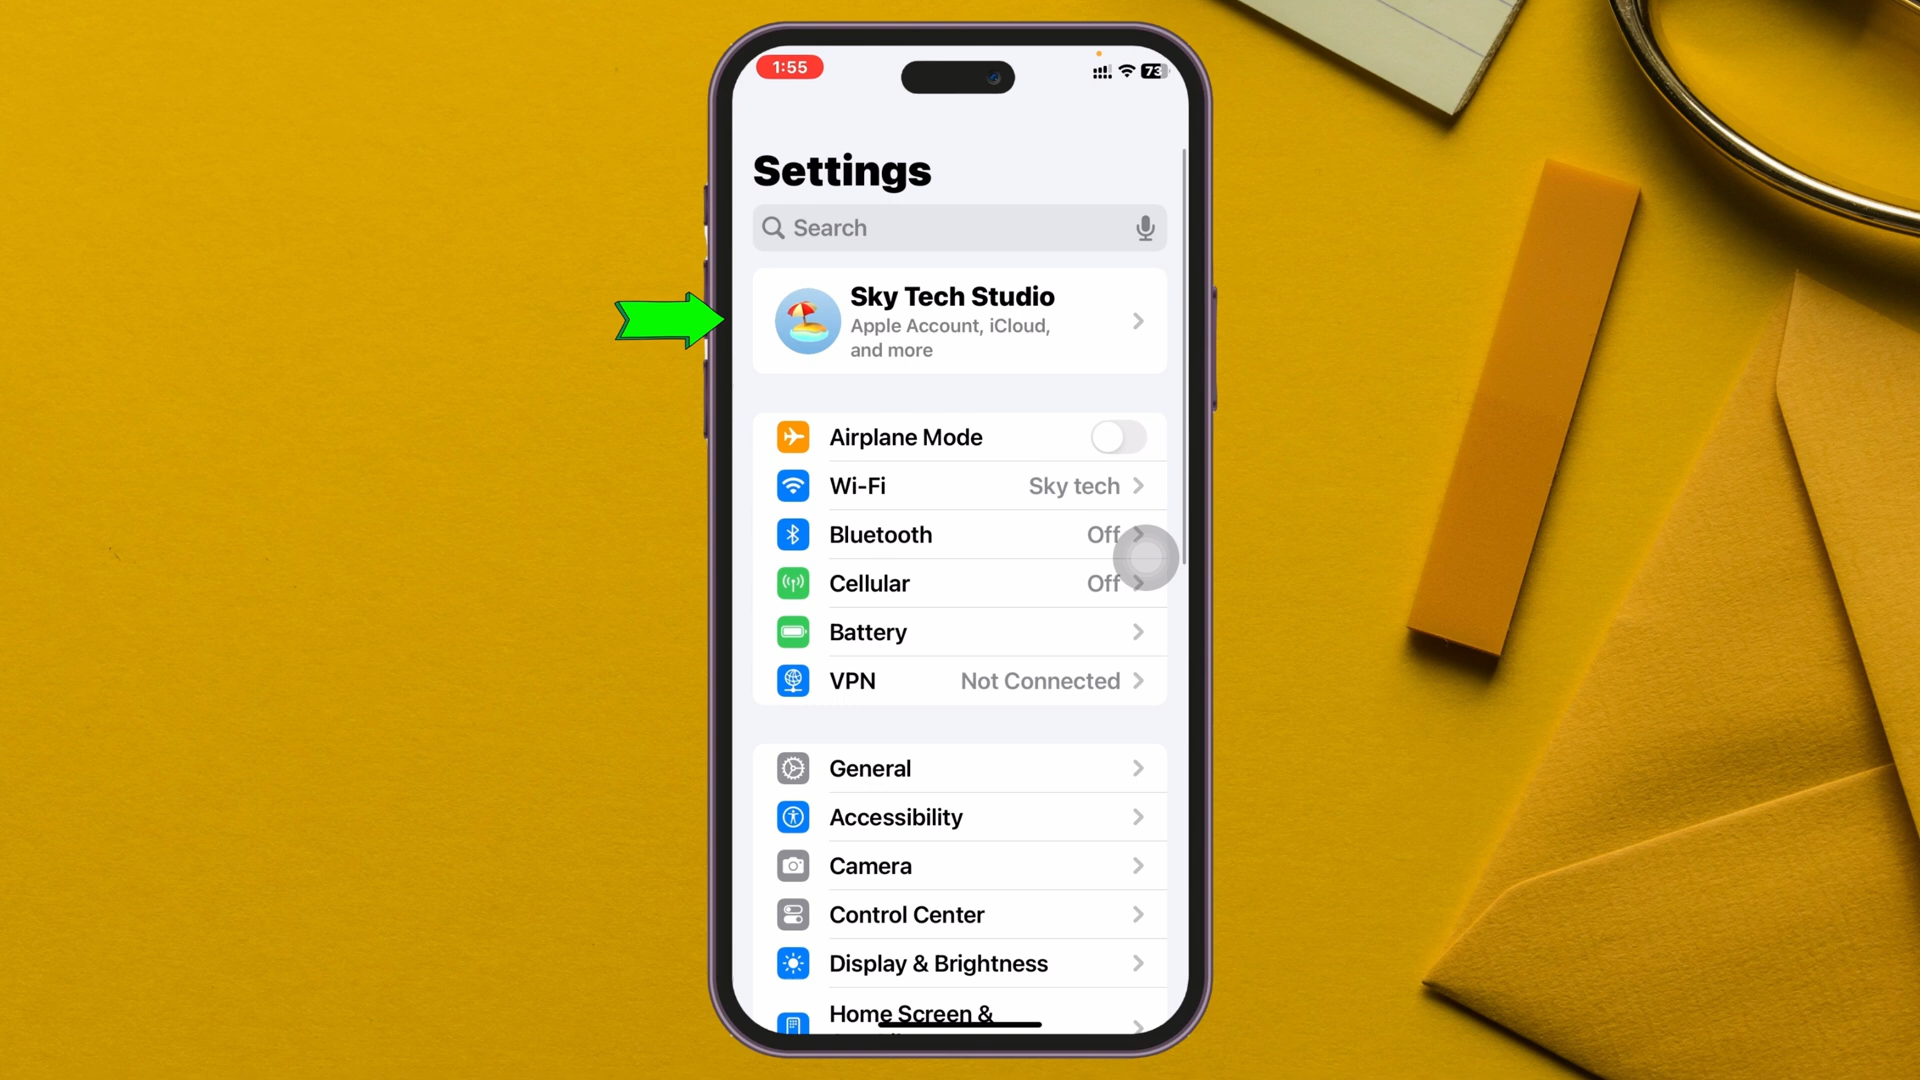 1:55
73
Settings
Search
Sky Tech Studio
Apple Account, iCloud,
and more
Airplane Mode
Wi-Fi Sky tech
Bluetooth Off
Cellular Off
Battery
VPN Not Connected
General
Accessibility
Camera
Control Center
Display & Brightness
Home Screen &